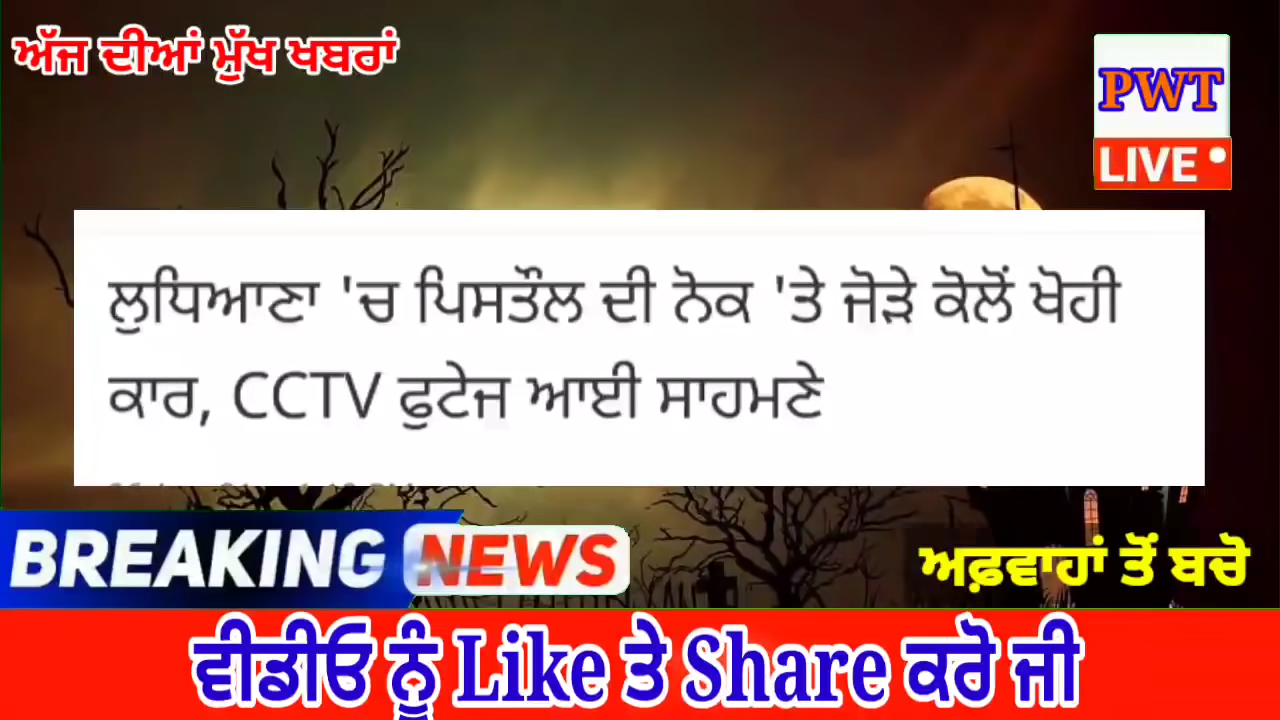 ਅੱਜ ਦੀਆਂ ਮੁੱਖ ਖਬਰਾਂ
PWT
LIVE
ਲੁਧਿਆਣਾ 'ਚ ਪਿਸਤੌਲ ਦੀ ਨੋਕ 'ਤੇ ਜੋੜੇ ਕੋਲੋਂ ਖੋਹੀ
ਕਾਰ, CCTV ਫੁਟੇਜ ਆਈ ਸਾਹਮਣੇ
BREAKING NEWS
ਅਫ਼ਵਾਹਾਂ ਤੋਂ ਬਚੋ
ਵੀਡੀਓ ਨੂੰ Like ਤੇ Share ਕਰੋ ਜੀ